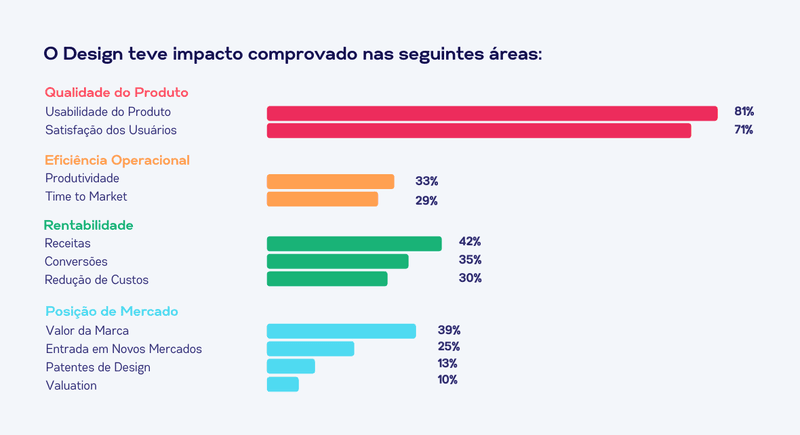 O Design teve impacto comprovado nas seguintes áreas:
Qualidade do Produto
Usabilidade do Produto 81%
Satisfação dos Usuários 71%
Eficiência Operacional
Produtividade 33%
Time to Market 29%
Rentabilidade
Receitas 42%
Conversões 35%
Redução de Custos 30%
Posição de Mercado
Valor da Marca 39%
Entrada em Novos Mercados 25%
Patentes de Design 13%
Valuation 10%